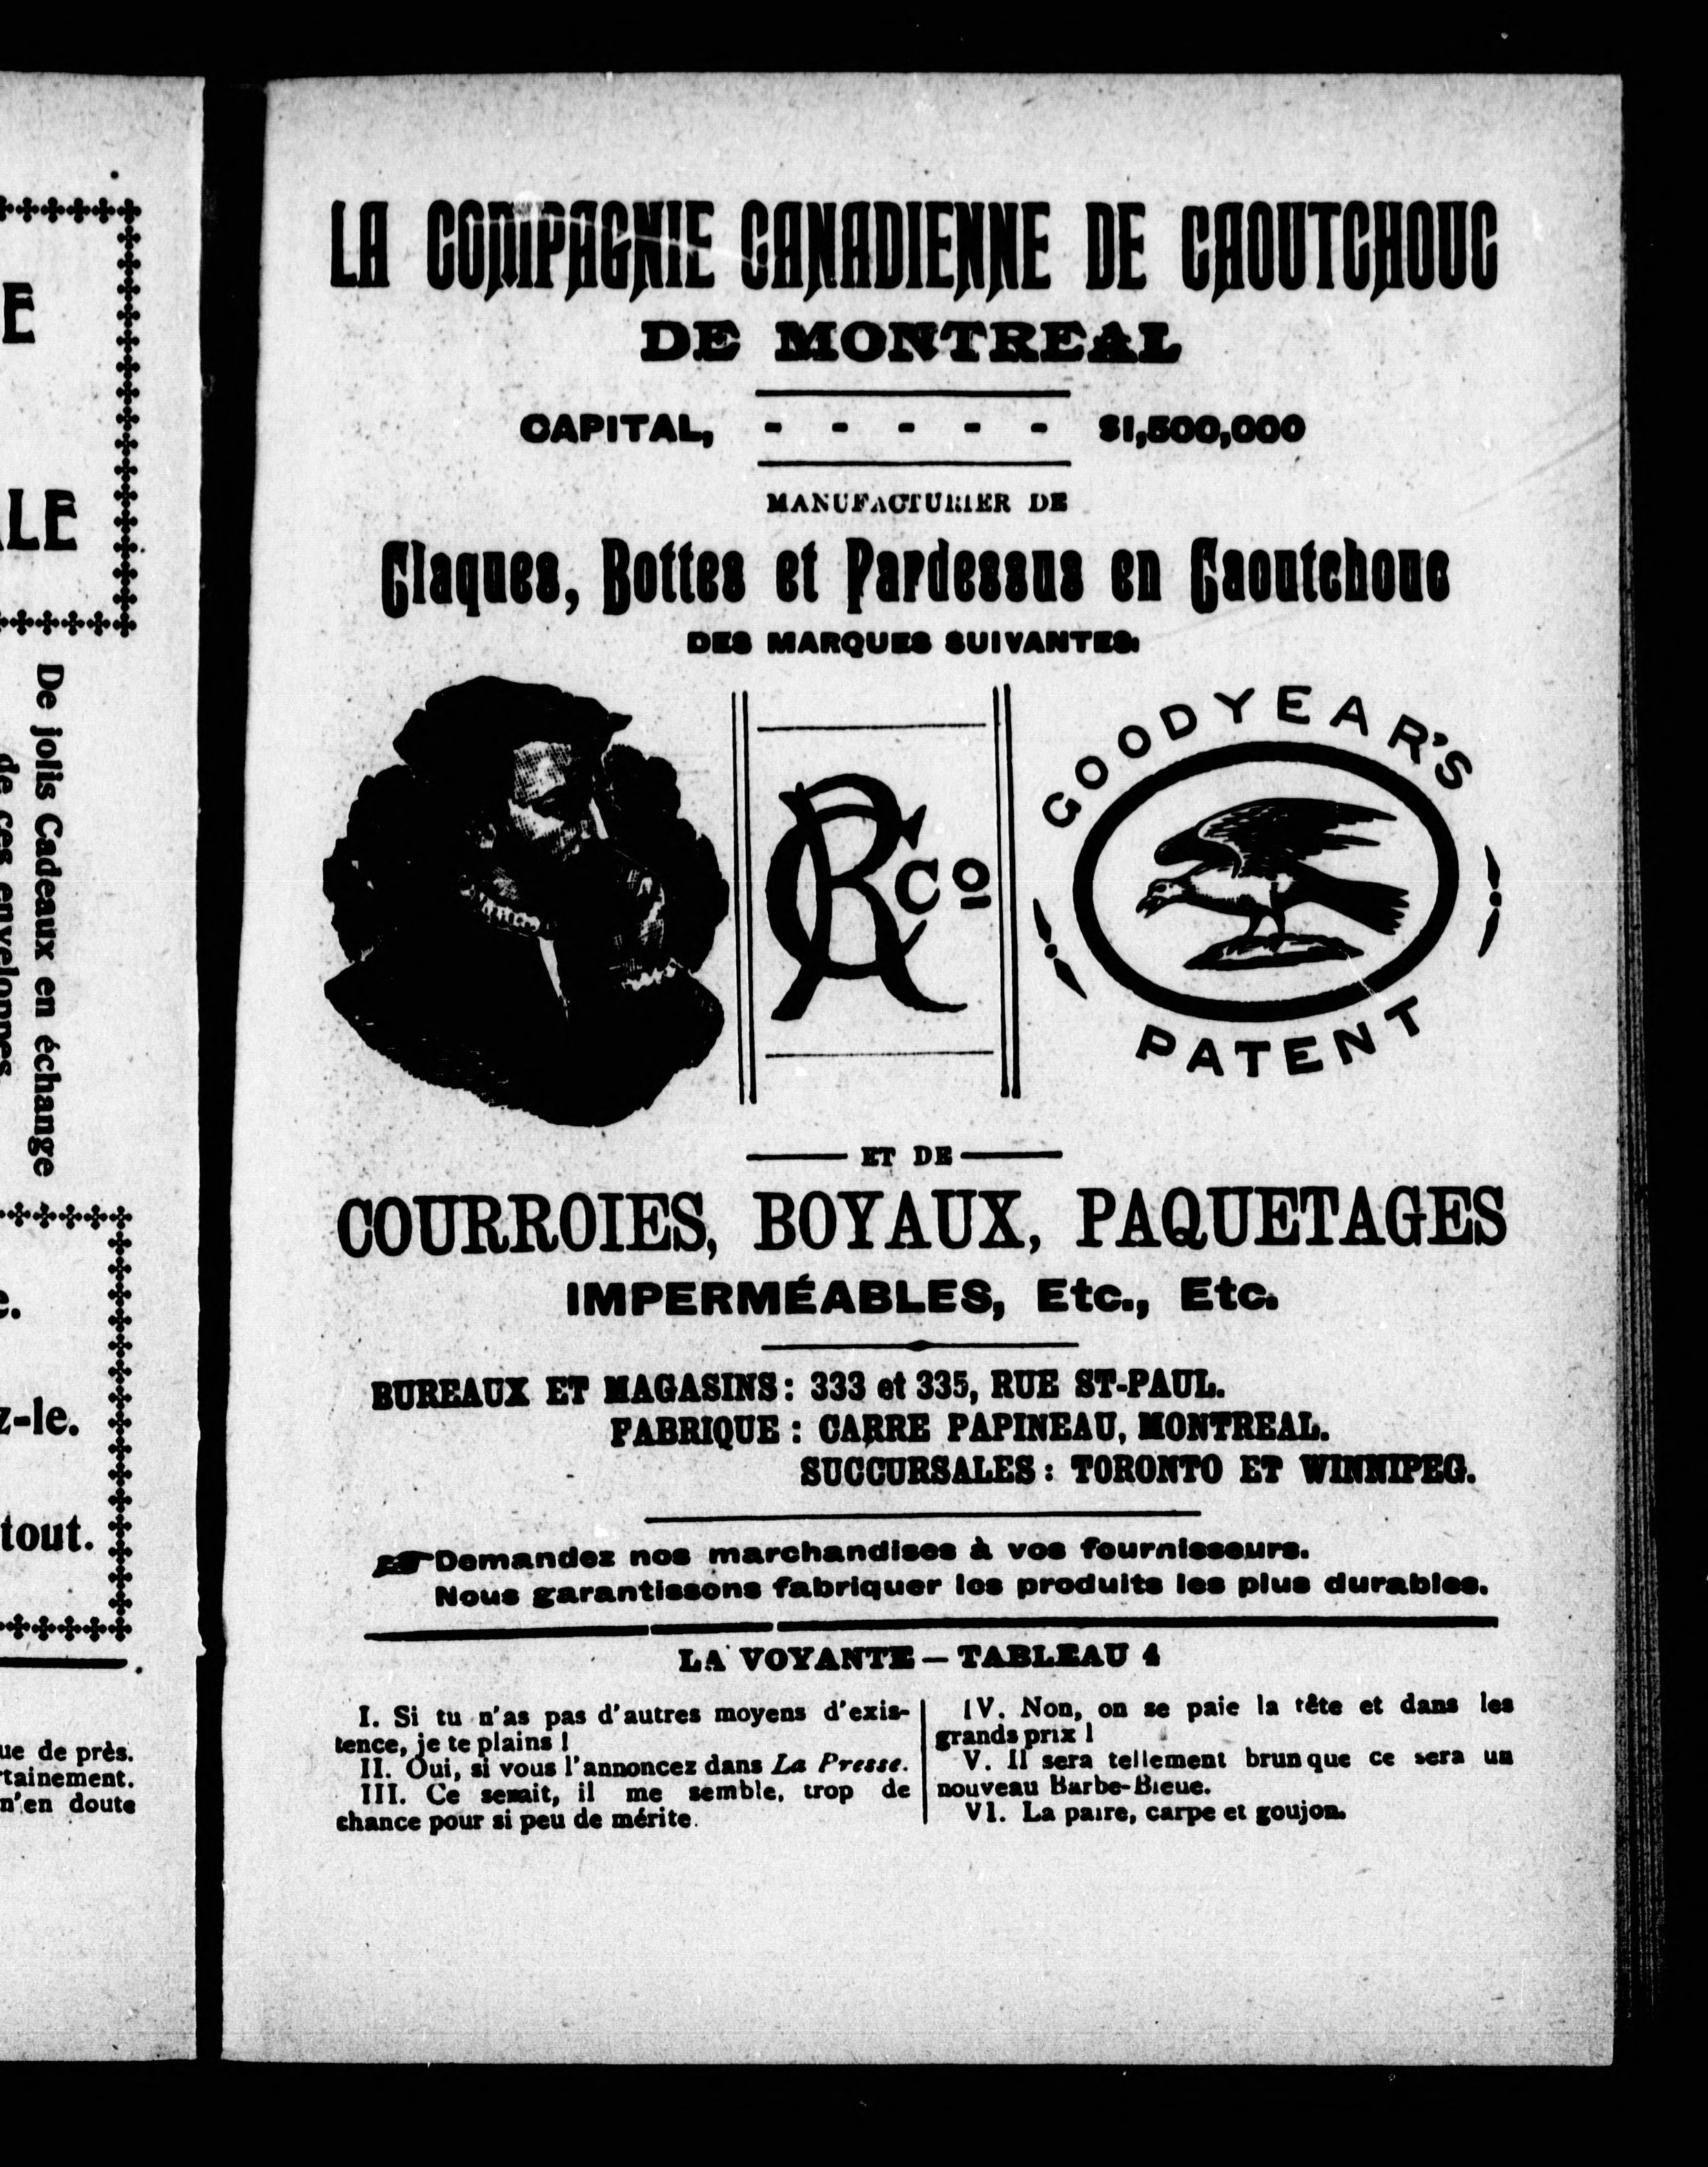 E
LE
De jolis Cadeaux en échange
de ces enveloppes
z-le.
tout.
ue de près.
tainement.
n'en doute
LA COMPAGNIE CANADIENNE DE CAOUTCHOUC
DE MONTREAL
CAPITAL, - - - - - $1,500,000
MANUFACTURIER DE
Claques, Bottes et Pardessus en Caoutchouc
DES MARQUES SUIVANTES.
CR Co
GOODYEAR'S
PATENT
ET DE
COURROIES, BOYAUX, PAQUETAGES
IMPERMÉABLES, Etc., Etc.
BUREAUX ET MAGASINS : 333 et 335, RUE ST-PAUL.
FABRIQUE : CARRE PAPINEAU, MONTREAL.
SUCCURSALES : TORONTO ET WINNIPEG.
☞ Demandez nos marchandises à vos fournisseurs.
Nous garantissons fabriquer les produits les plus durables.
LA VOYANTE — TABLEAU 4
I. Si tu n'as pas d'autres moyens d'exis-
tence, je te plains !
II. Oui, si vous l'annoncez dans La Presse.
III. Ce serait, il me semble, trop de
chance pour si peu de mérite.
IV. Non, on se paie la tête et dans les
grands prix !
V. Il sera tellement brun que ce sera un
nouveau Barbe-Bleue.
VI. La paire, carpe et goujon.